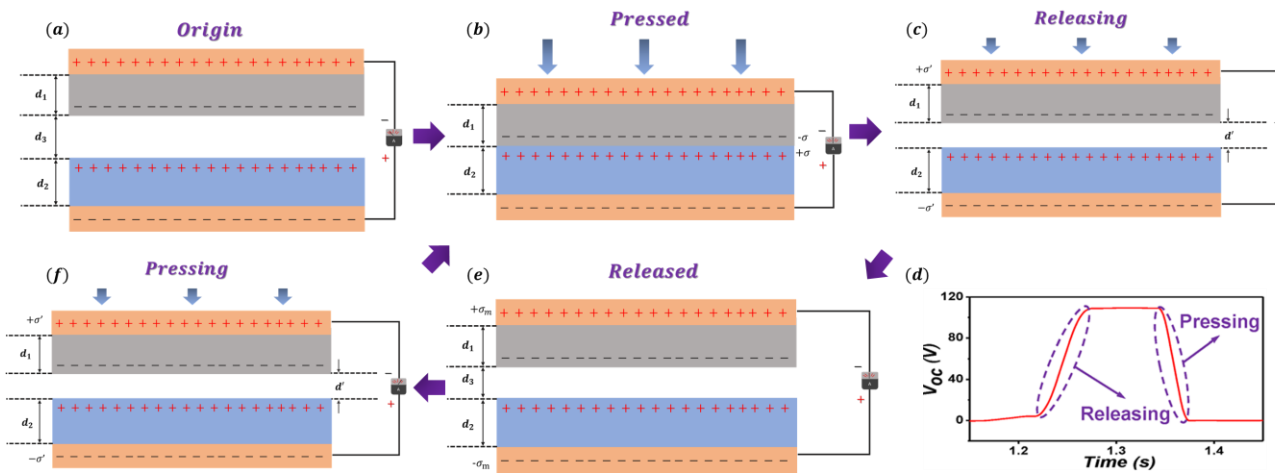 (a) Origin
+ + + + + + + + + + + + + + + + + + + +
d₁
− − − − − − − − − − − − − − − − − −
d₃
−
A
+
+ + + + + + + + + + + + + + + + + + + +
d₂
− − − − − − − − − − − − − − − − − −
(b) Pressed
+ + + + + + + + + + + + + + + + + + + +
d₁
−
-σ
+σ
A
d₂
+
(c) Releasing
+σ'
d₁
d'
d₂
−σ'
(f) Pressing
+σ'
d₁
−
d'
A
+
d₂
−σ'
(e) Released
+σₘ
d₁
−
d₃
A
+
d₂
-σₘ
(d)
120
80
40
0
V_OC (V)
Pressing
Releasing
1.2 1.3 1.4
Time (s)